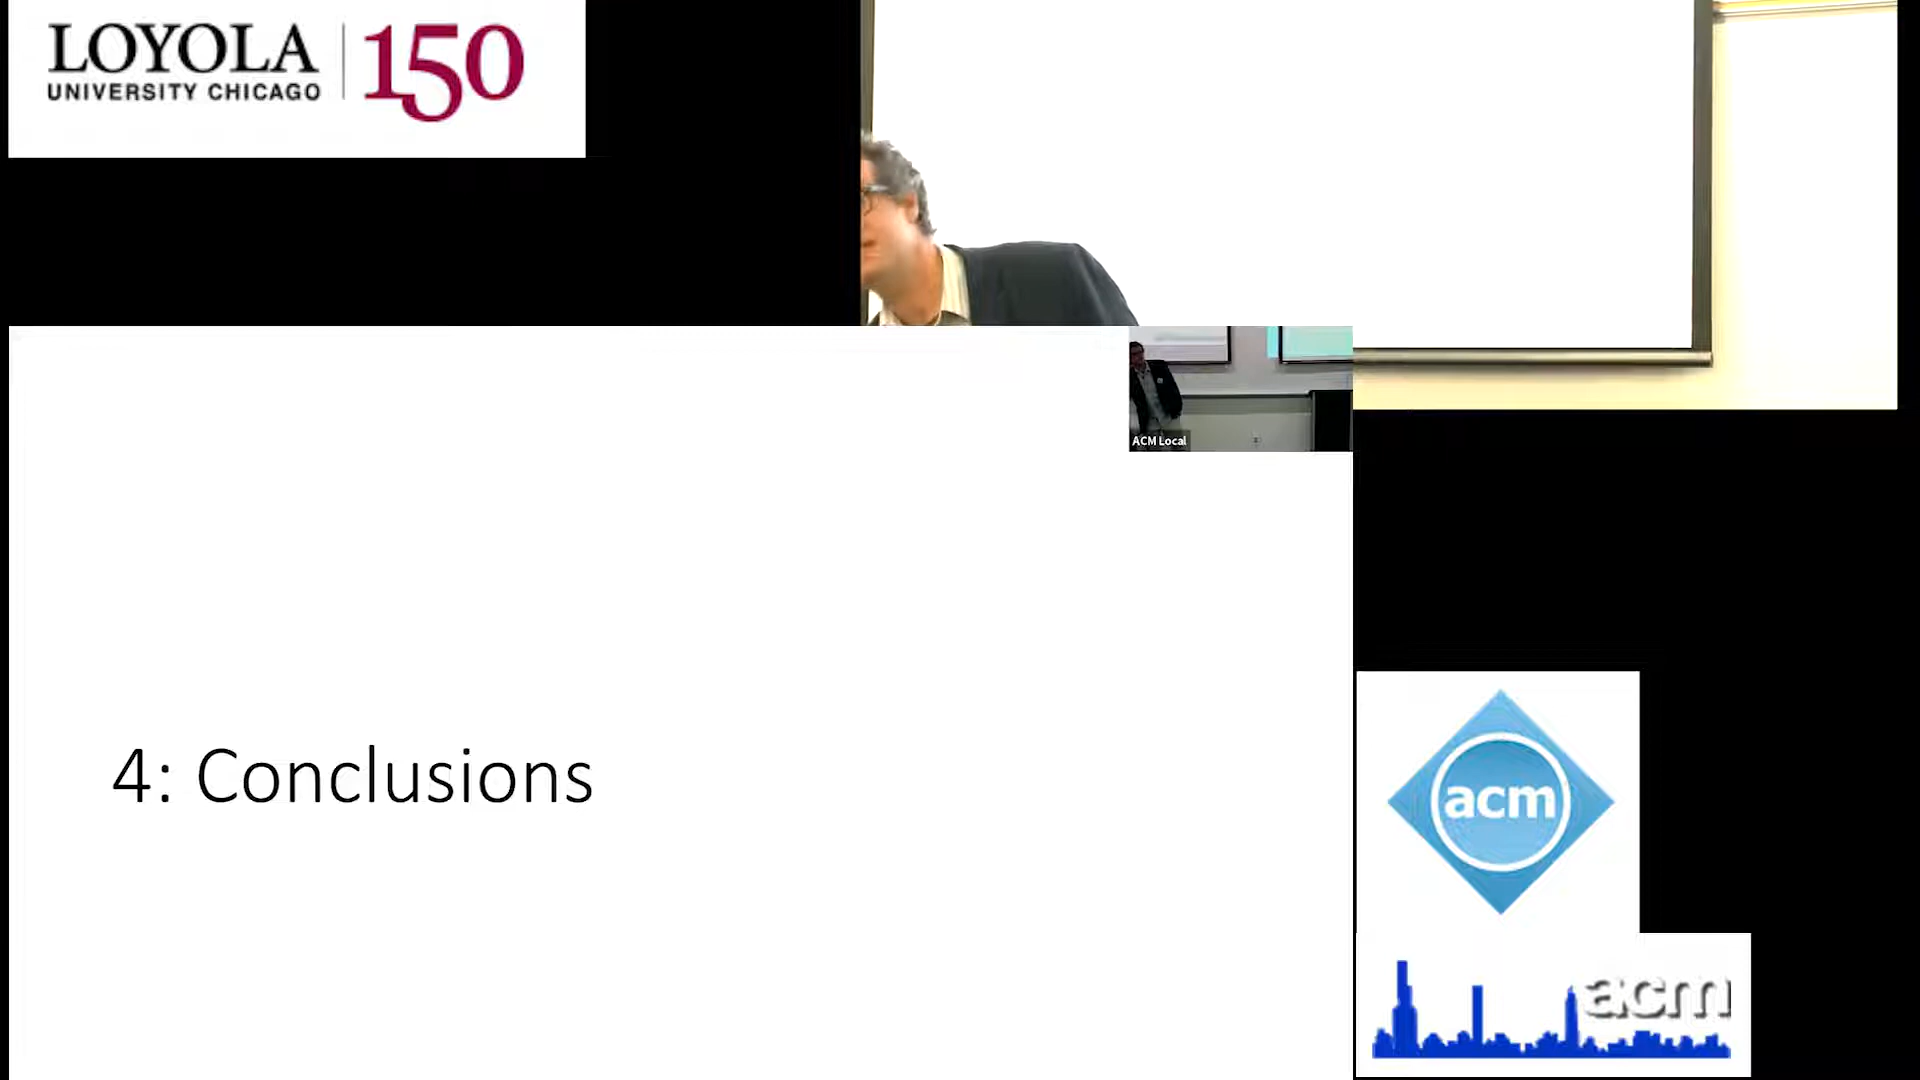 LOYOLA
UNIVERSITY CHICAGO
150
ACM Local
4: Conclusions
acm
acm